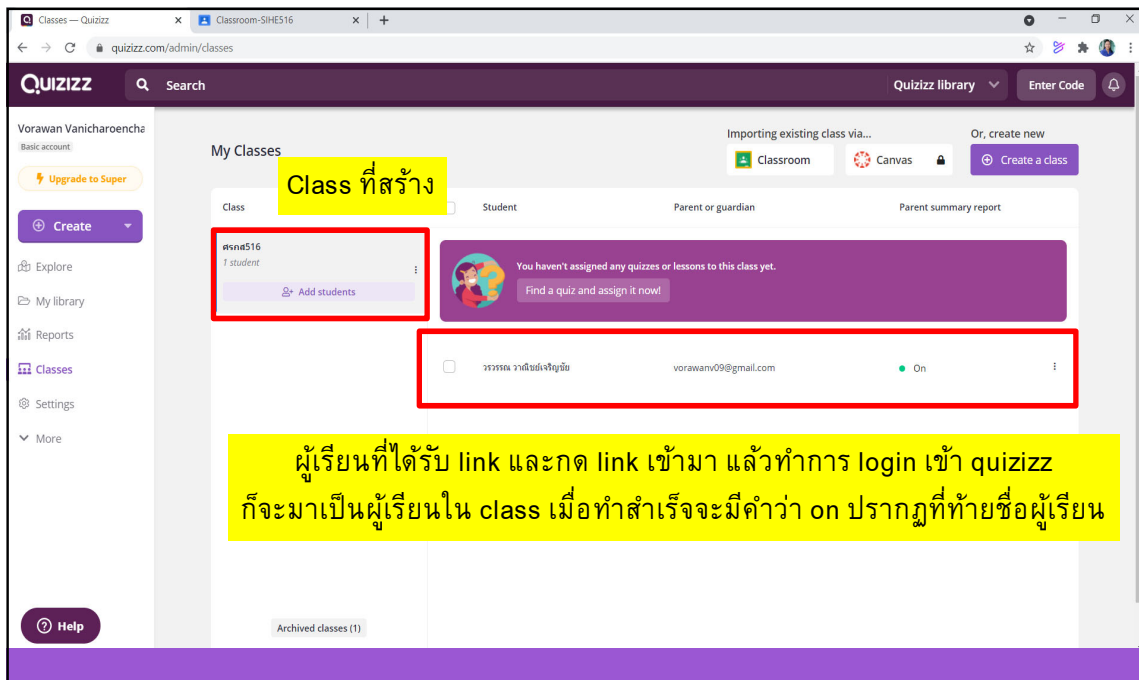 Classes — Quizizz
Classroom-SIHE516
quizizz.com/admin/classes
QUIZIZZ
Search
Quizizz library
Enter Code
Vorawan Vanicharoencha
Basic account
Upgrade to Super
Create
Explore
My library
Reports
Classes
Settings
More
Help
My Classes
Importing existing class via...
Or, create new
Classroom
Canvas
Create a class
Class ที่สร้าง
Class
Student
Parent or guardian
Parent summary report
ศรกศ516
1 student
Add students
You haven't assigned any quizzes or lessons to this class yet.
Find a quiz and assign it now!
วรวรรณ วาณิชย์เจริญชัย
vorawanv09@gmail.com
On
ผู้เรียนที่ได้รับ link และกด link เข้ามา แล้วทำการ login เข้า quizizz
ก็จะมาเป็นผู้เรียนใน class เมื่อทำสำเร็จจะมีคำว่า on ปรากฏที่ท้ายชื่อผู้เรียน
Archived classes (1)